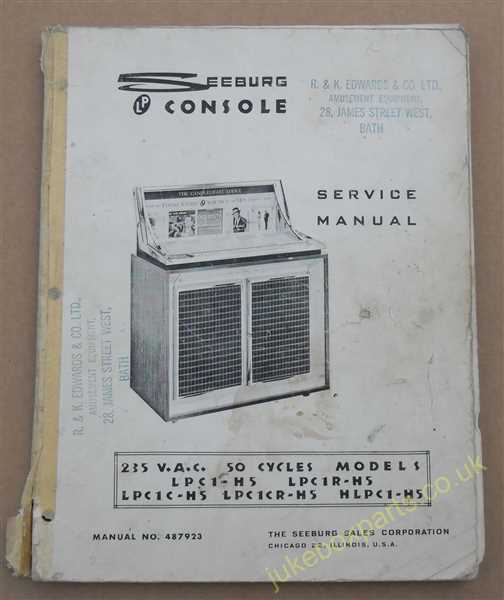 SEEBURG
LP CONSOLE
R. & K. EDWARDS & CO. LTD.,
AMUSEMENT EQUIPMENT,
28, JAMES STREET WEST,
BATH
SERVICE
MANUAL
R. & K. EDWARDS & CO. LTD.,
AMUSEMENT EQUIPMENT,
28, JAMES STREET WEST,
BATH
235 V.A.C. 50 CYCLES MODELS
LPC1-H5 LPC1R-H5
LPC1C-H5 LPC1CR-H5 HLPC1-H5
MANUAL NO. 487923
THE SEEBURG SALES CORPORATION
CHICAGO 22, ILLINOIS, U.S.A.
jukeboxparts.co.uk